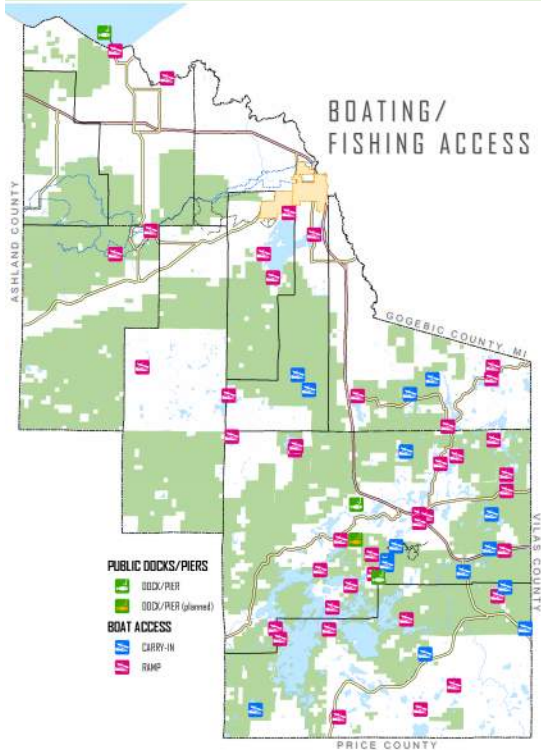 BOATING/
FISHING ACCESS
ASHLAND COUNTY
GOGEBIC COUNTY, MI
VILAS COUNTY
PUBLIC DOCKS/PIERS
DOCK/PIER
DOCK/PIER (planned)
BOAT ACCESS
CARRY-IN
RAMP
PRICE COUNTY